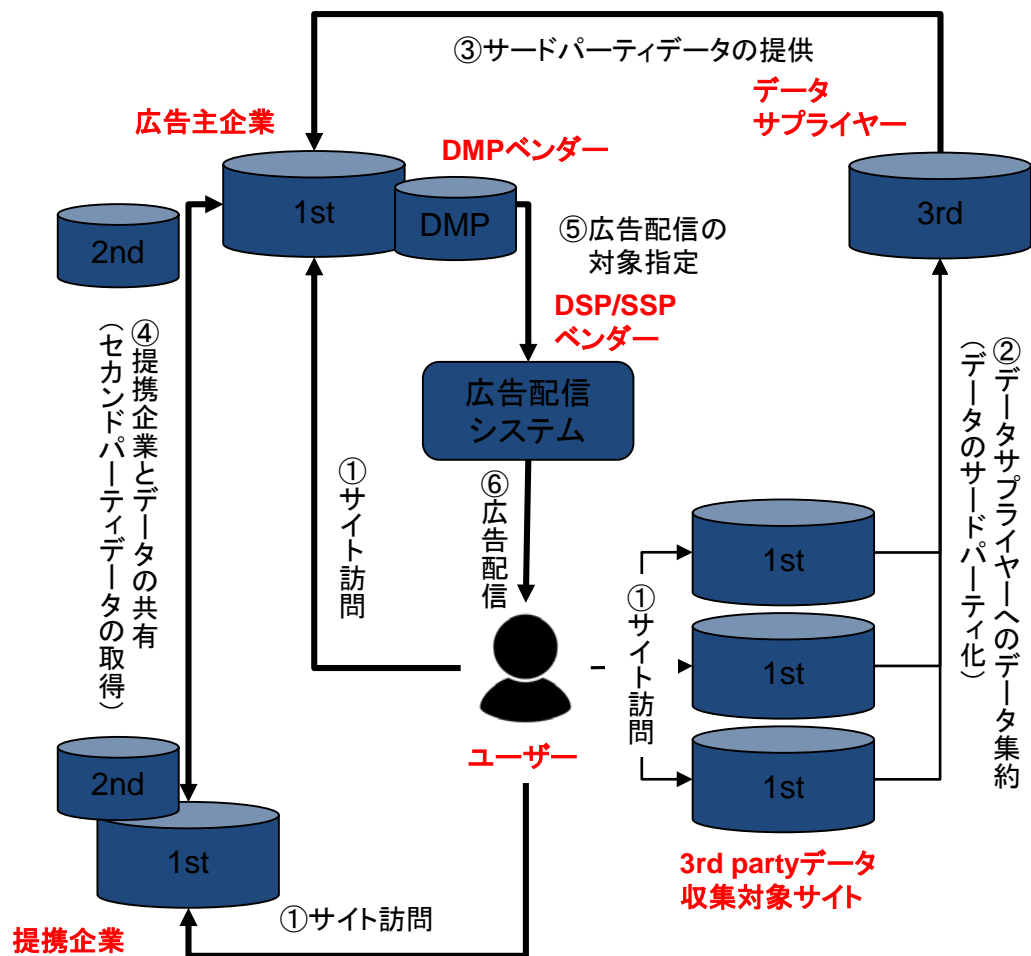 ③サードパーティデータの提供
データ
サプライヤー
広告主企業
DMPベンダー
1st
DMP
3rd
2nd
⑤広告配信の
対象指定
DSP/SSP
ベンダー
広告配信
システム
④提携企業とデータの共有
（セカンドパーティデータの取得）
①サイト訪問
⑥広告配信
②データサプライヤーへのデータ集約
（データのサードパーティ化）
1st
①サイト訪問
1st
1st
ユーザー
2nd
1st
3rd partyデータ
収集対象サイト
①サイト訪問
提携企業